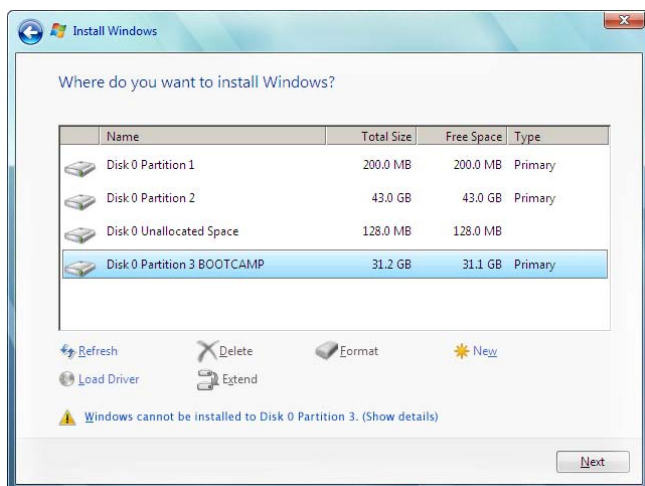 Install Windows
Where do you want to install Windows?
Name Total Size Free Space Type
Disk 0 Partition 1 200.0 MB 200.0 MB Primary
Disk 0 Partition 2 43.0 GB 43.0 GB Primary
Disk 0 Unallocated Space 128.0 MB 128.0 MB
Disk 0 Partition 3 BOOTCAMP 31.2 GB 31.1 GB Primary
Refresh Delete Format New
Load Driver Extend
Windows cannot be installed to Disk 0 Partition 3. (Show details)
Next